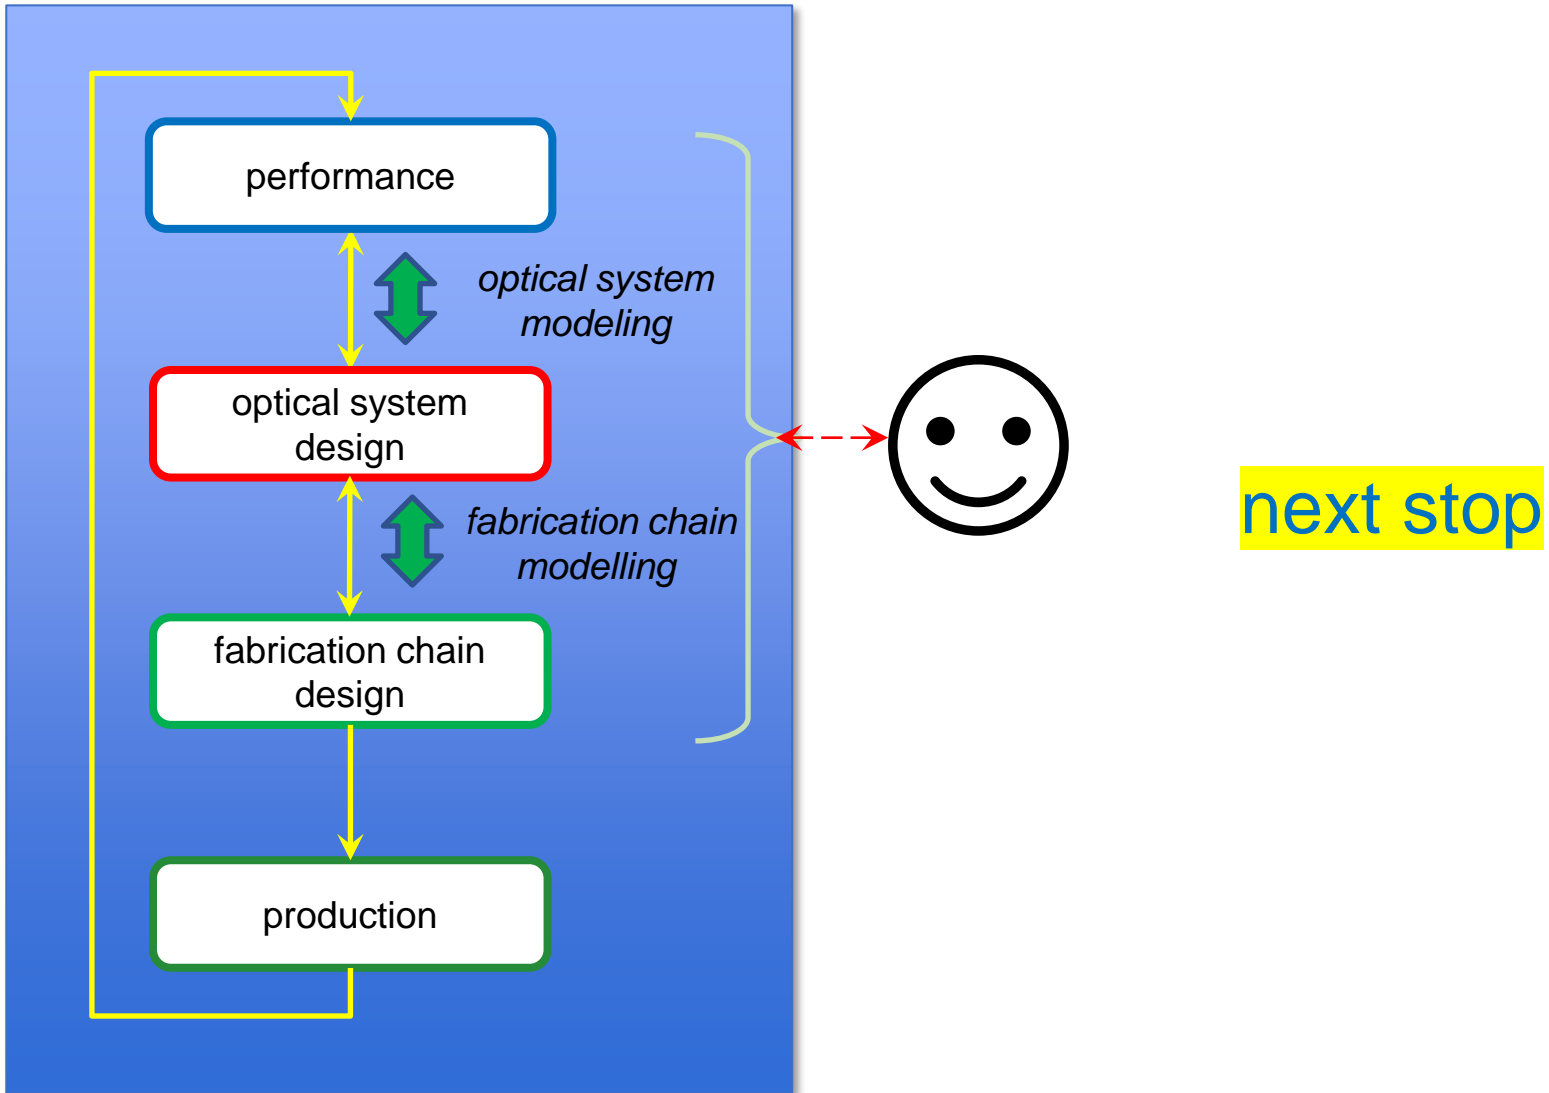 performance
optical system
modeling
optical system
design
fabrication chain
modelling
fabrication chain
design
production
next stop